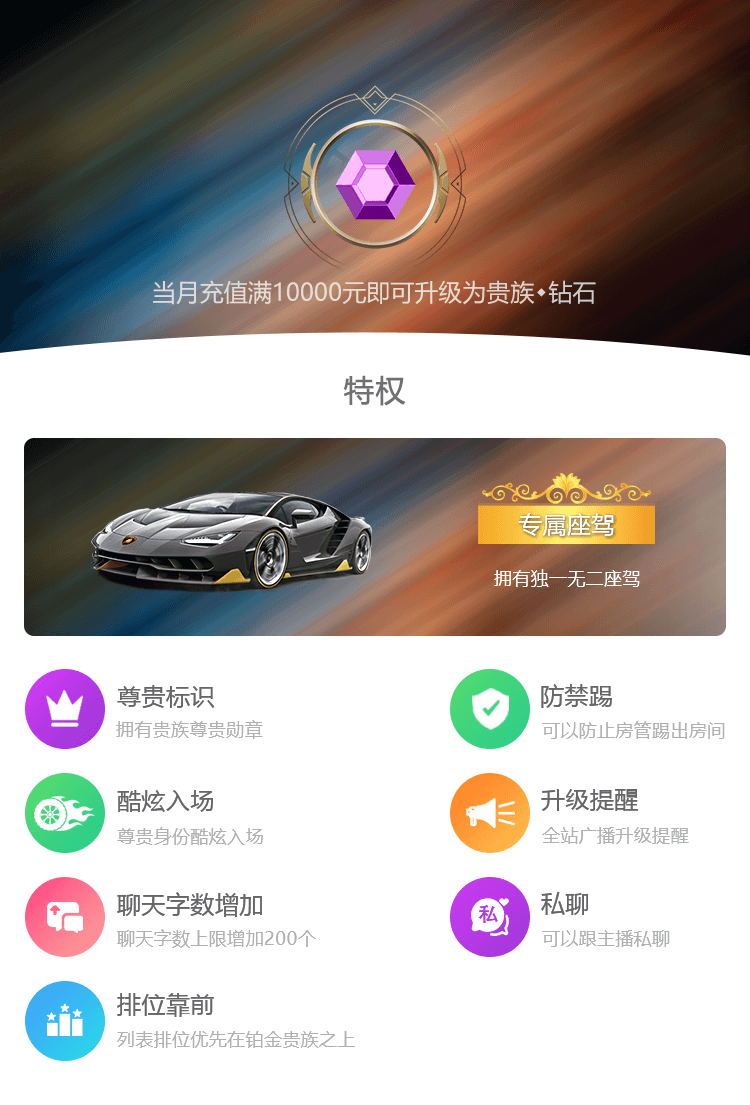 当月充值满10000元即可升级为贵族◆钻石
特权
专属座驾
拥有独一无二座驾
尊贵标识
拥有贵族尊贵勋章
防禁踢
可以防止房管踢出房间
酷炫入场
尊贵身份酷炫入场
升级提醒
全站广播升级提醒
聊天字数增加
聊天字数上限增加200个
私
私聊
可以跟主播私聊
排位靠前
列表排位优先在铂金贵族之上